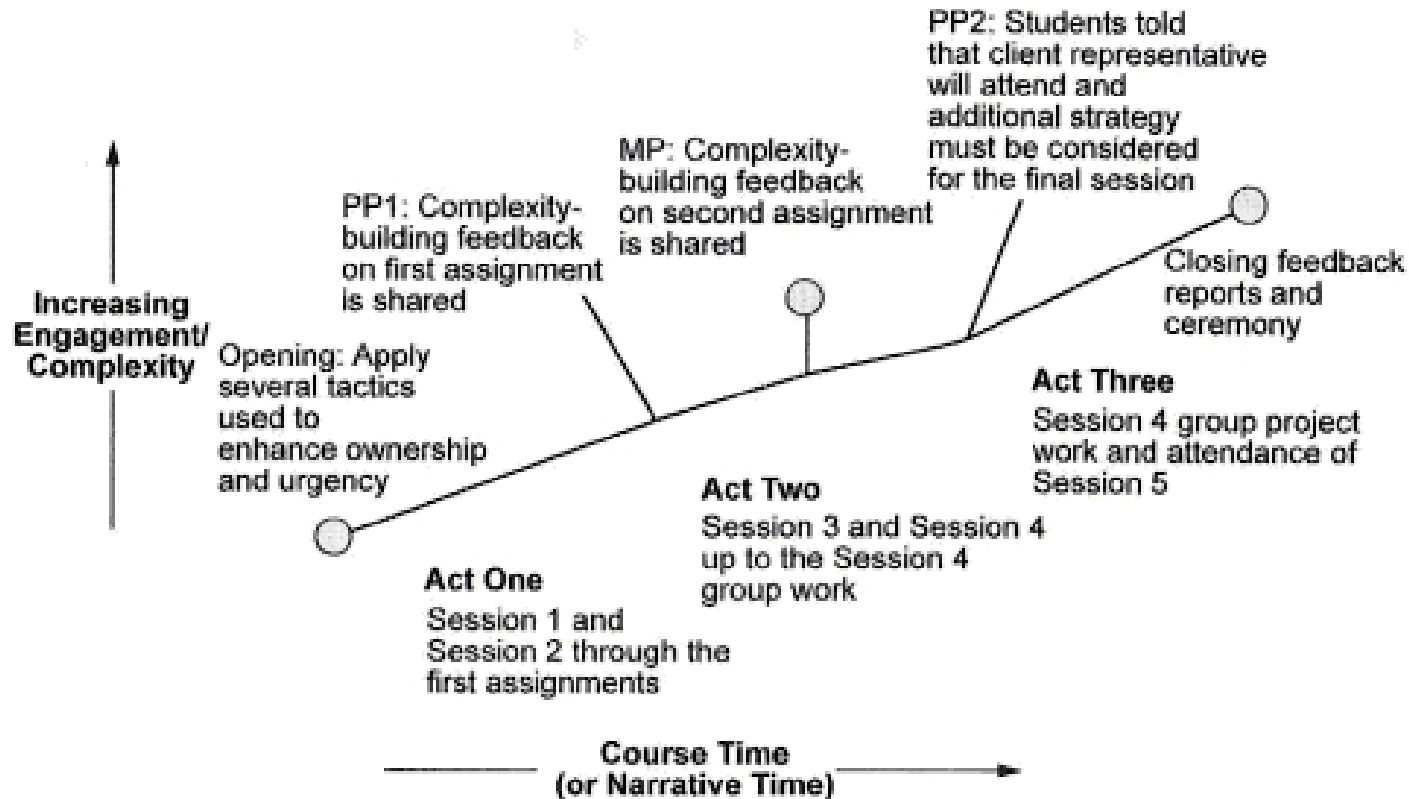 PP2: Students told
that client representative
will attend and
additional strategy
must be considered
for the final session
MP: Complexity-
building feedback
on second assignment
is shared
PP1: Complexity-
building feedback
on first assignment
is shared
Closing feedback
reports and
ceremony
Increasing
Engagement/
Complexity
Opening: Apply
several tactics
used to
enhance ownership
and urgency
Act Three
Session 4 group project
work and attendance of
Session 5
Act Two
Session 3 and Session 4
up to the Session 4
group work
Act One
Session 1 and
Session 2 through the
first assignments
Course Time
(or Narrative Time)